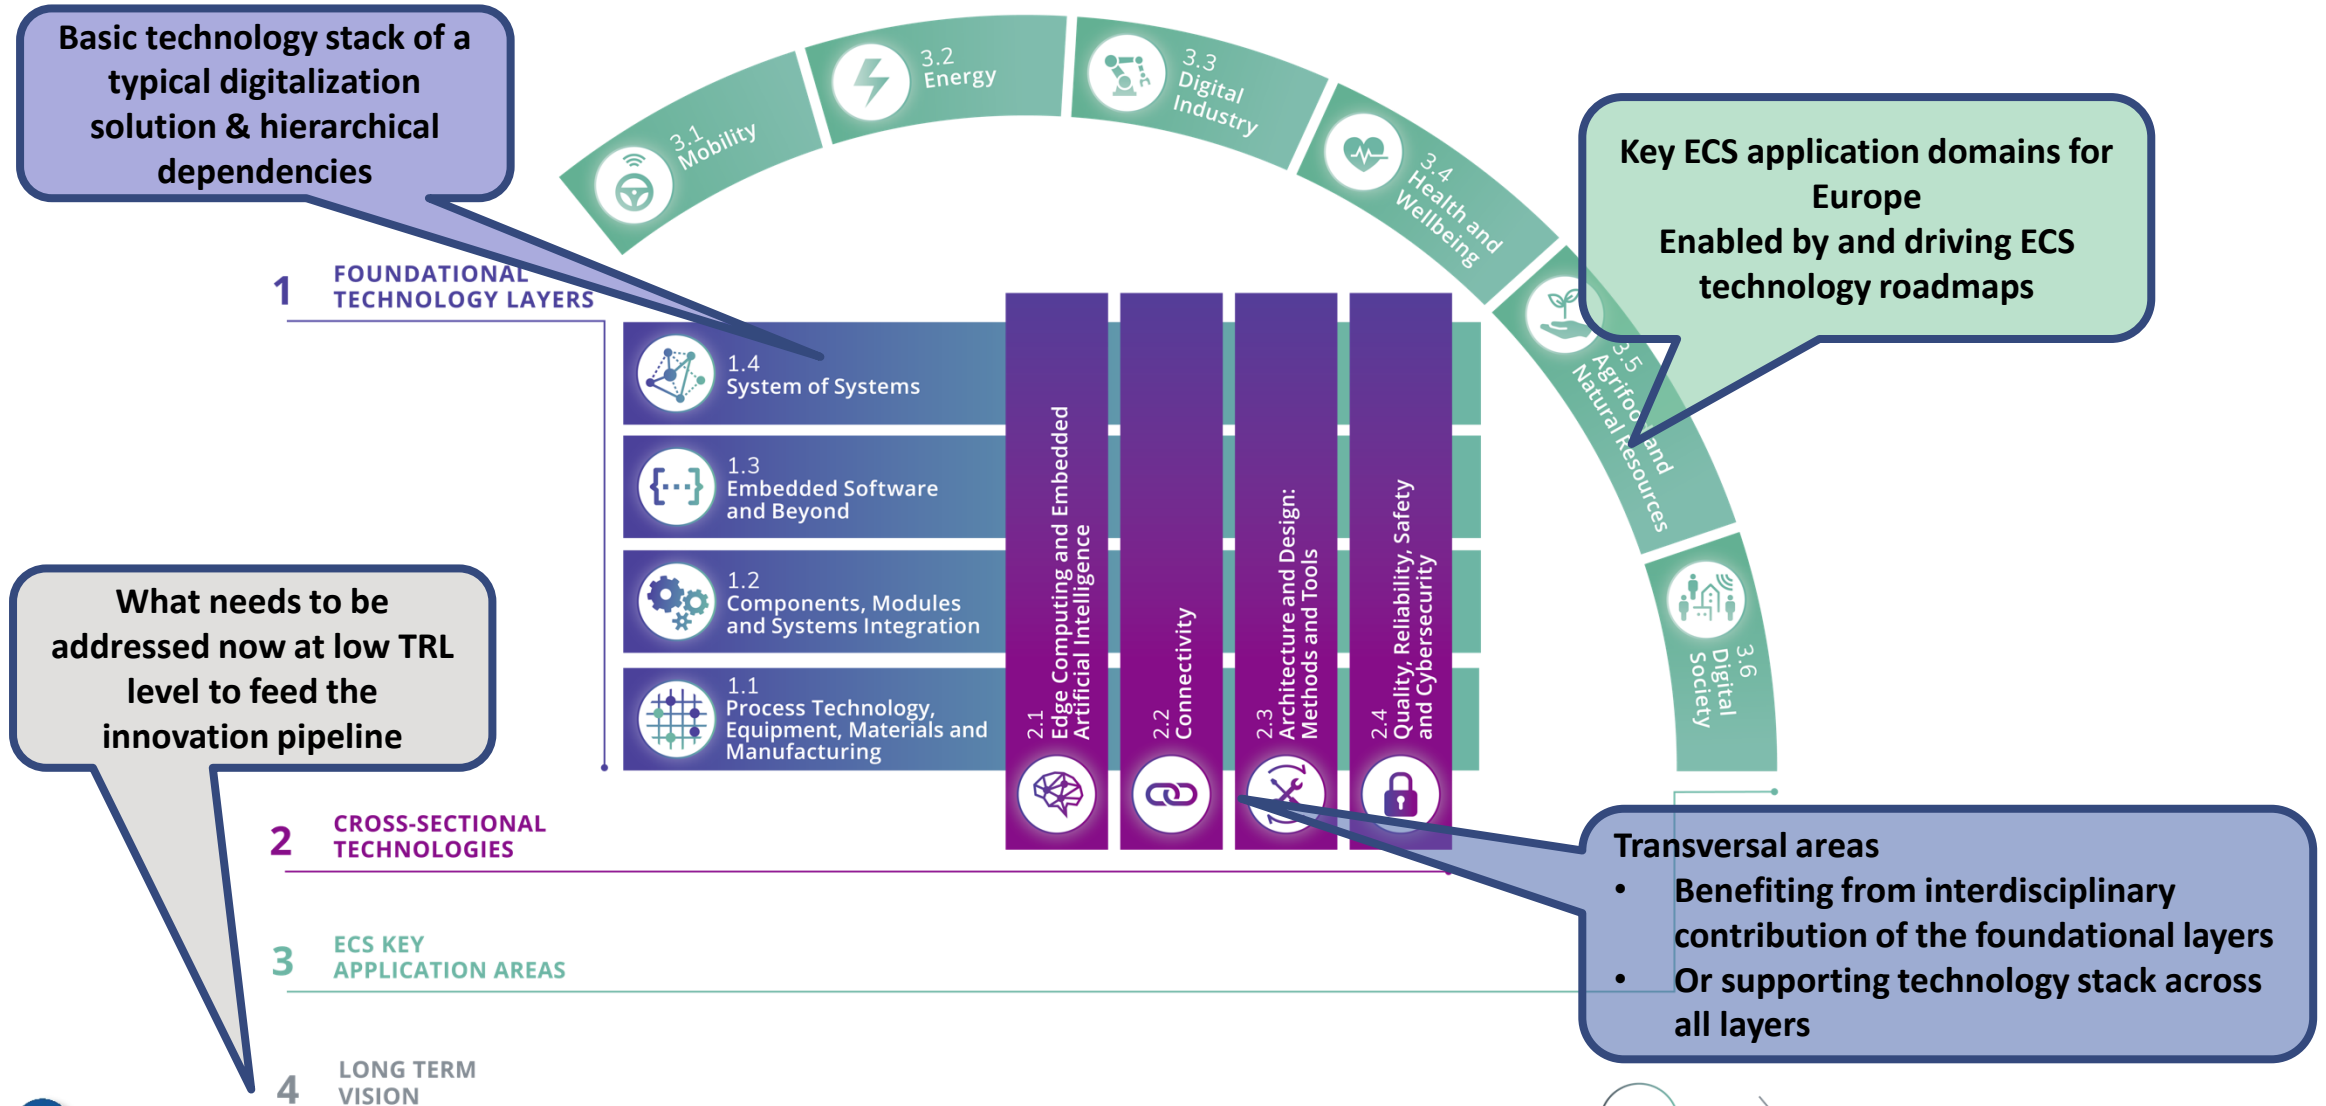 Basic technology stack of a
typical digitalization
solution & hierarchical
dependencies
3.1
Mobility
3.2
Energy
3.3
Digital
Industry
3.4
Health and
Wellbeing
3.5
Agrifood and
Natural Resources
3.6
Digital
Society
Key ECS application domains for
Europe
Enabled by and driving ECS
technology roadmaps
1
FOUNDATIONAL
TECHNOLOGY LAYERS
1.4
System of Systems
1.3
Embedded Software
and Beyond
1.2
Components, Modules
and Systems Integration
1.1
Process Technology,
Equipment, Materials and
Manufacturing
2.1
Edge Computing and Embedded
Artificial Intelligence
2.2
Connectivity
2.3
Architecture and Design:
Methods and Tools
2.4
Quality, Reliability, Safety
and Cybersecurity
What needs to be
addressed now at low TRL
level to feed the
innovation pipeline
2
CROSS-SECTIONAL
TECHNOLOGIES
Transversal areas
• Benefiting from interdisciplinary
contribution of the foundational layers
• Or supporting technology stack across
all layers
3
ECS KEY
APPLICATION AREAS
4
LONG TERM
VISION